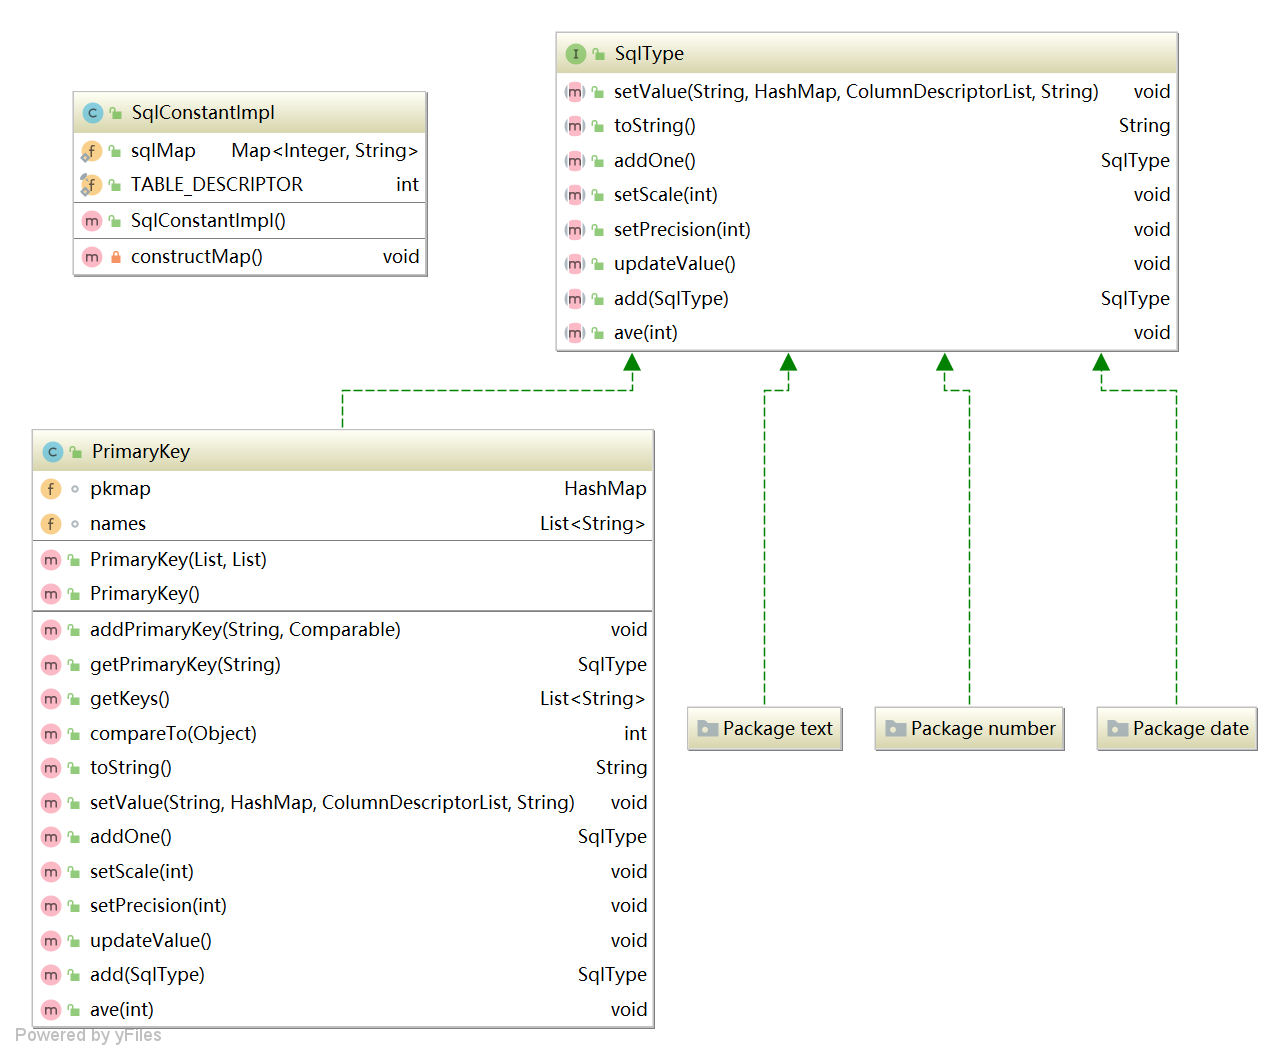 SqlConstantImpl
sqlMap Map<Integer, String>
TABLE_DESCRIPTOR int
SqlConstantImpl()
constructMap() void
SqlType
setValue(String, HashMap, ColumnDescriptorList, String) void
toString() String
addOne() SqlType
setScale(int) void
setPrecision(int) void
updateValue() void
add(SqlType) SqlType
ave(int) void
PrimaryKey
pkmap HashMap
names List<String>
PrimaryKey(List, List)
PrimaryKey()
addPrimaryKey(String, Comparable) void
getPrimaryKey(String) SqlType
getKeys() List<String>
compareTo(Object) int
toString() String
setValue(String, HashMap, ColumnDescriptorList, String) void
addOne() SqlType
setScale(int) void
setPrecision(int) void
updateValue() void
add(SqlType) SqlType
ave(int) void
Package text
Package number
Package date
Powered by yFiles